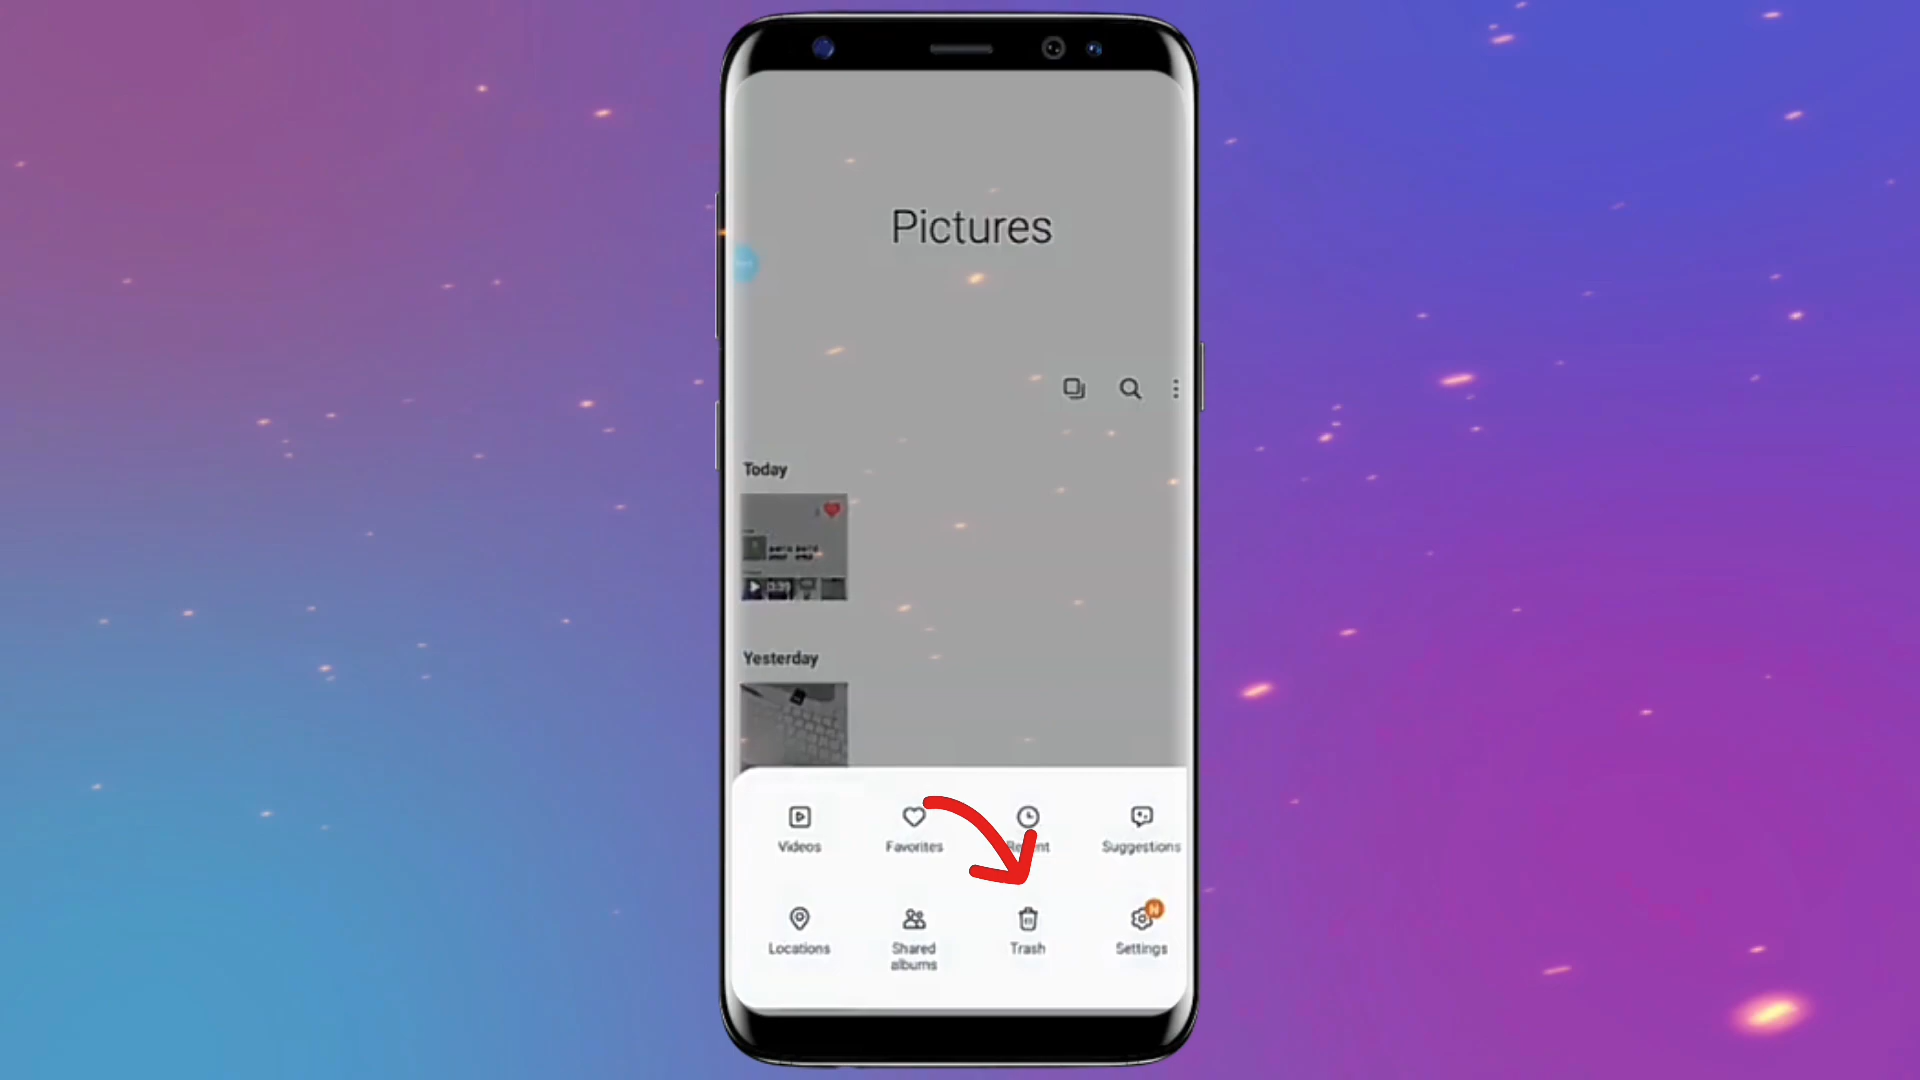 Pictures
Today
Yesterday
Videos
Favorites
Suggestions
Locations
Shared
albums
Trash
Settings
N